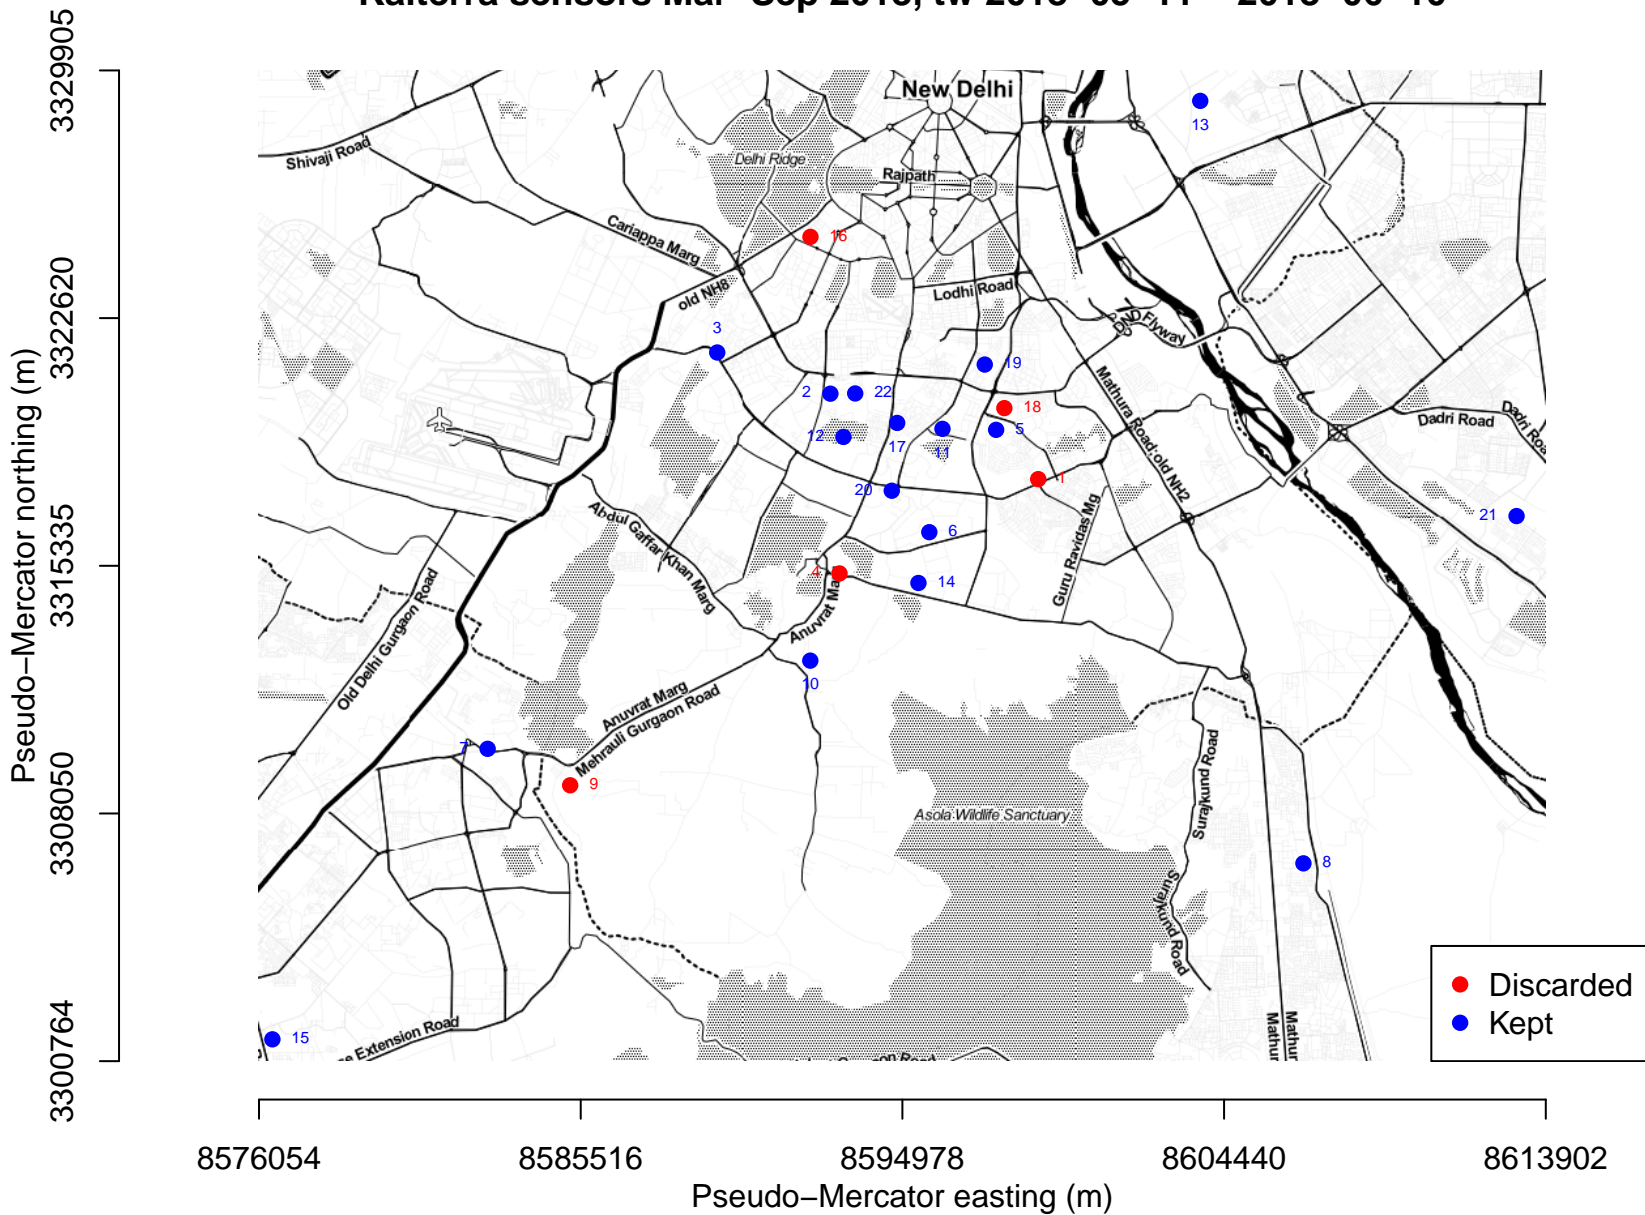 3329905
3322620
3315335
3308050
3300764
Pseudo−Mercator northing (m)
New Delhi
13
Shivaji Road
Delhi Ridge
Rajpath
Cariappa Marg
16
old NH8
Lodhi Road
DND Flyway
3
19
2
22
18
Mathura Road;old NH2
Dadri Road
12
17
11
5
20
1
21
Abdul Gaffar Khan Marg
6
Guru Ravidas Mg
4
14
Old Delhi Gurgaon Road
10
Anuvrat Marg
Mehrauli Gurgaon Road
7
9
Surajkund Road
Asola Wildlife Sanctuary
8
Surajkund Road
15
Discarded
Kept
8576054
8585516
8594978
8604440
8613902
Pseudo−Mercator easting (m)